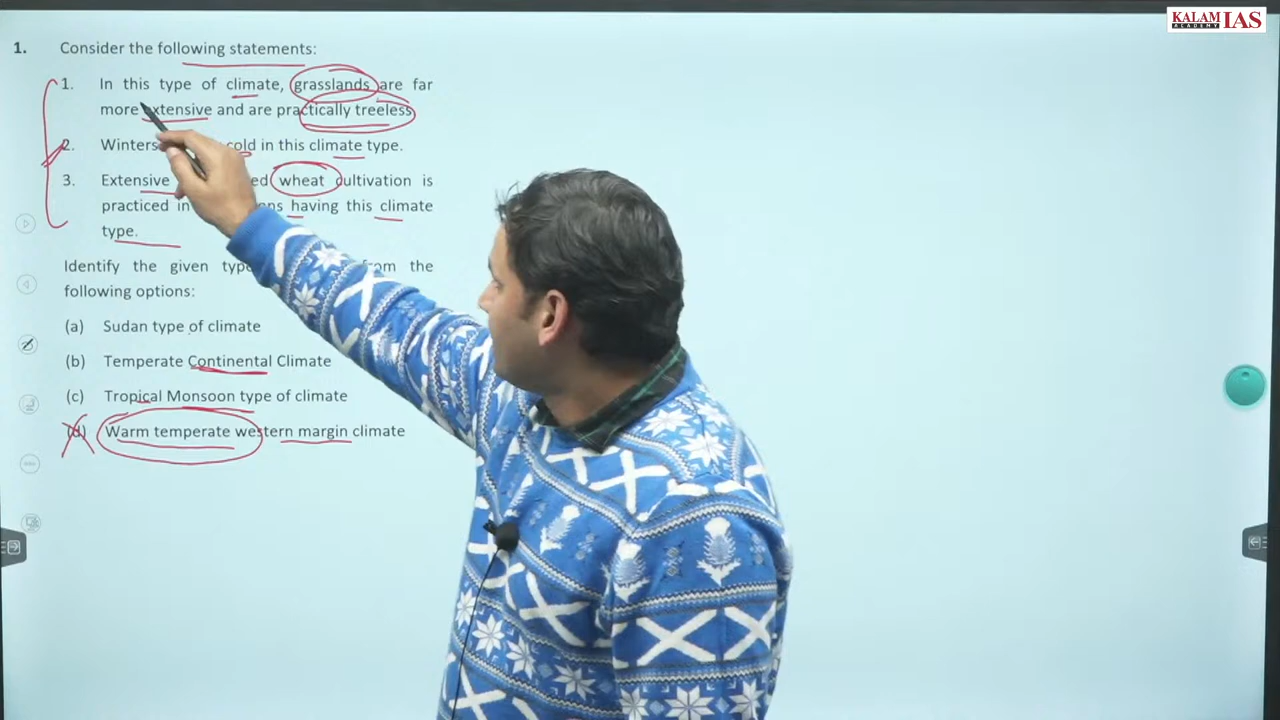 KALAM IAS
ACADEMY
1. Consider the following statements:
1. In this type of climate, grasslands are far
more extensive and are practically treeless
2. Winters cold in this climate type.
3. Extensive wheat cultivation is
practiced in having this climate
type.
Identify the given from the
following options:
(a) Sudan type of climate
(b) Temperate Continental Climate
(c) Tropical Monsoon type of climate
(d) Warm temperate western margin climate